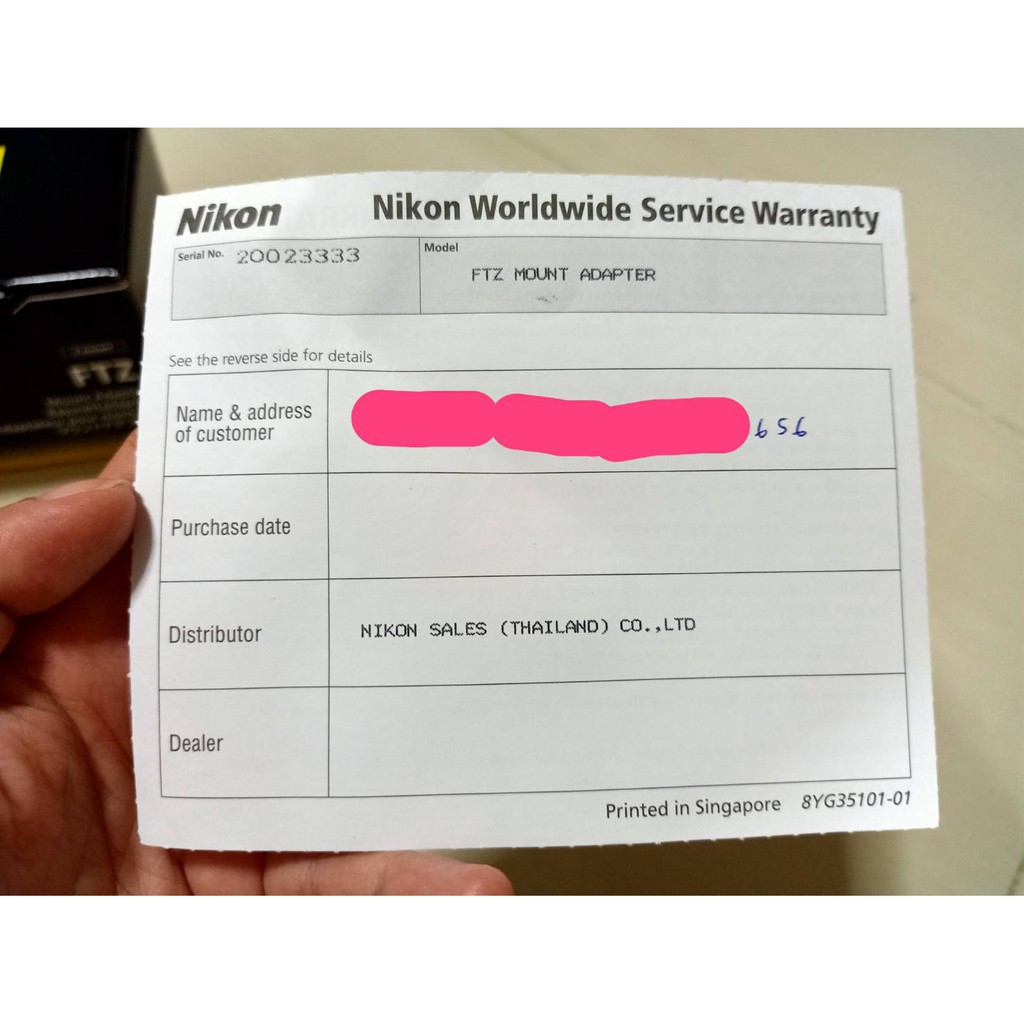 Nikon
Nikon Worldwide Service Warranty
Serial No. 20023333
Model
FTZ MOUNT ADAPTER
See the reverse side for details
Name & address
of customer
656
Purchase date
Distributor
NIKON SALES (THAILAND) CO.,LTD
Dealer
Printed in Singapore 8YG35101-01
FTZ